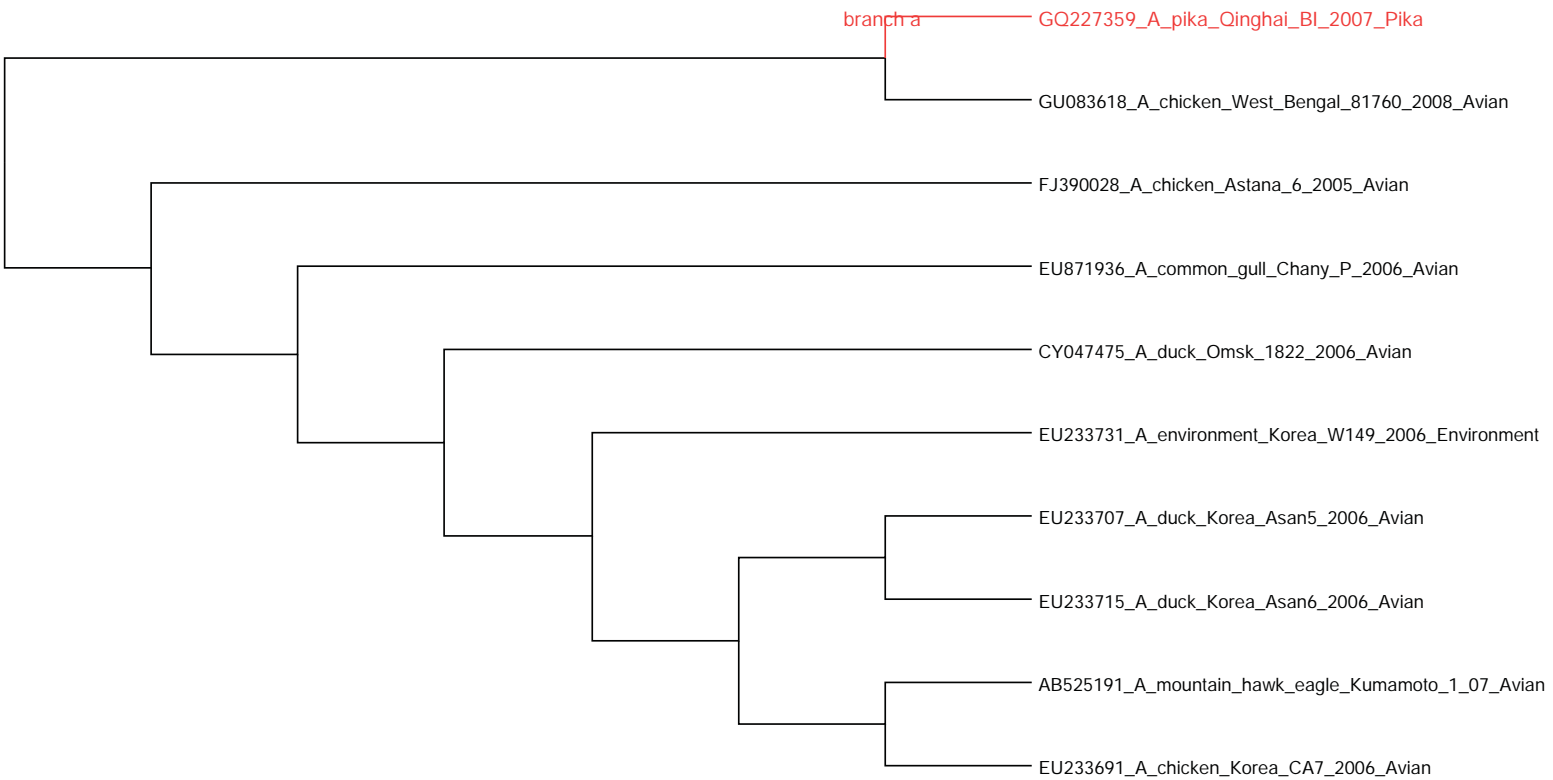 branch a
GQ227359_A_pika_Qinghai_BI_2007_Pika
GU083618_A_chicken_West_Bengal_81760_2008_Avian
FJ390028_A_chicken_Astana_6_2005_Avian
EU871936_A_common_gull_Chany_P_2006_Avian
CY047475_A_duck_Omsk_1822_2006_Avian
EU233731_A_environment_Korea_W149_2006_Environment
EU233707_A_duck_Korea_Asan5_2006_Avian
EU233715_A_duck_Korea_Asan6_2006_Avian
AB525191_A_mountain_hawk_eagle_Kumamoto_1_07_Avian
EU233691_A_chicken_Korea_CA7_2006_Avian